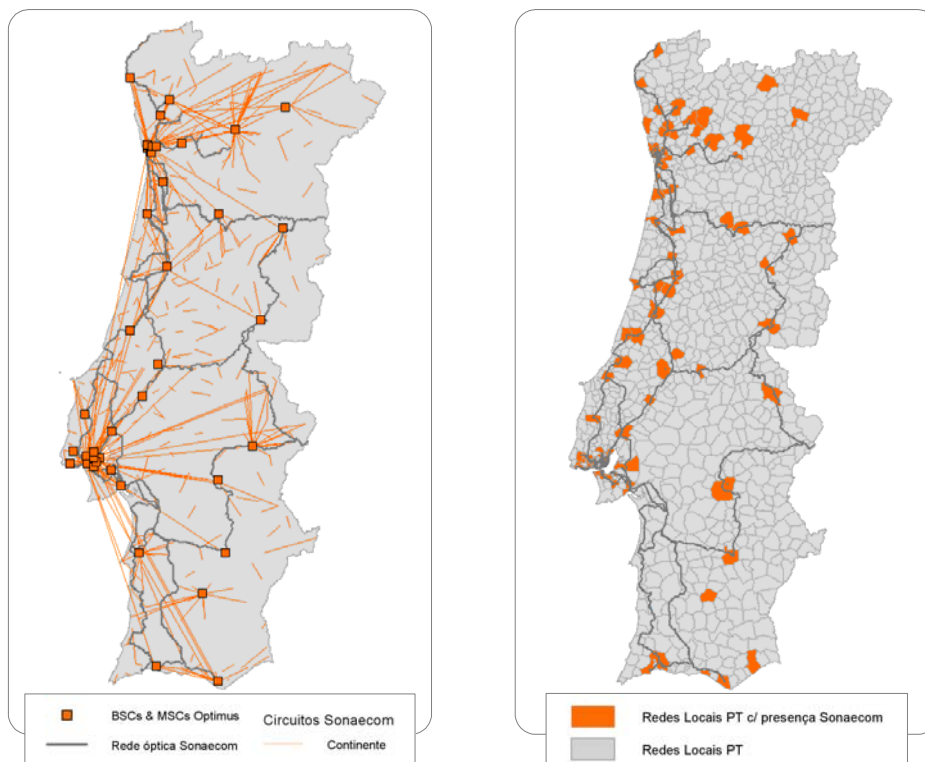 BSCs & MSCs Optimus
Circuitos Sonaecom
Rede óptica Sonaecom
Continente
Redes Locais PT c/ presença Sonaecom
Redes Locais PT